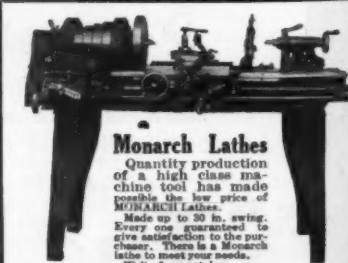 Monarch Lathes
Quantity production
of a high class ma-
chine tool has made
possible the low price of
MONARCH Lathes.
Made up to 30 in. swing.
Every one guaranteed to
give satisfaction to the pur-
chaser. There is a Monarch
lathe to meet your needs.